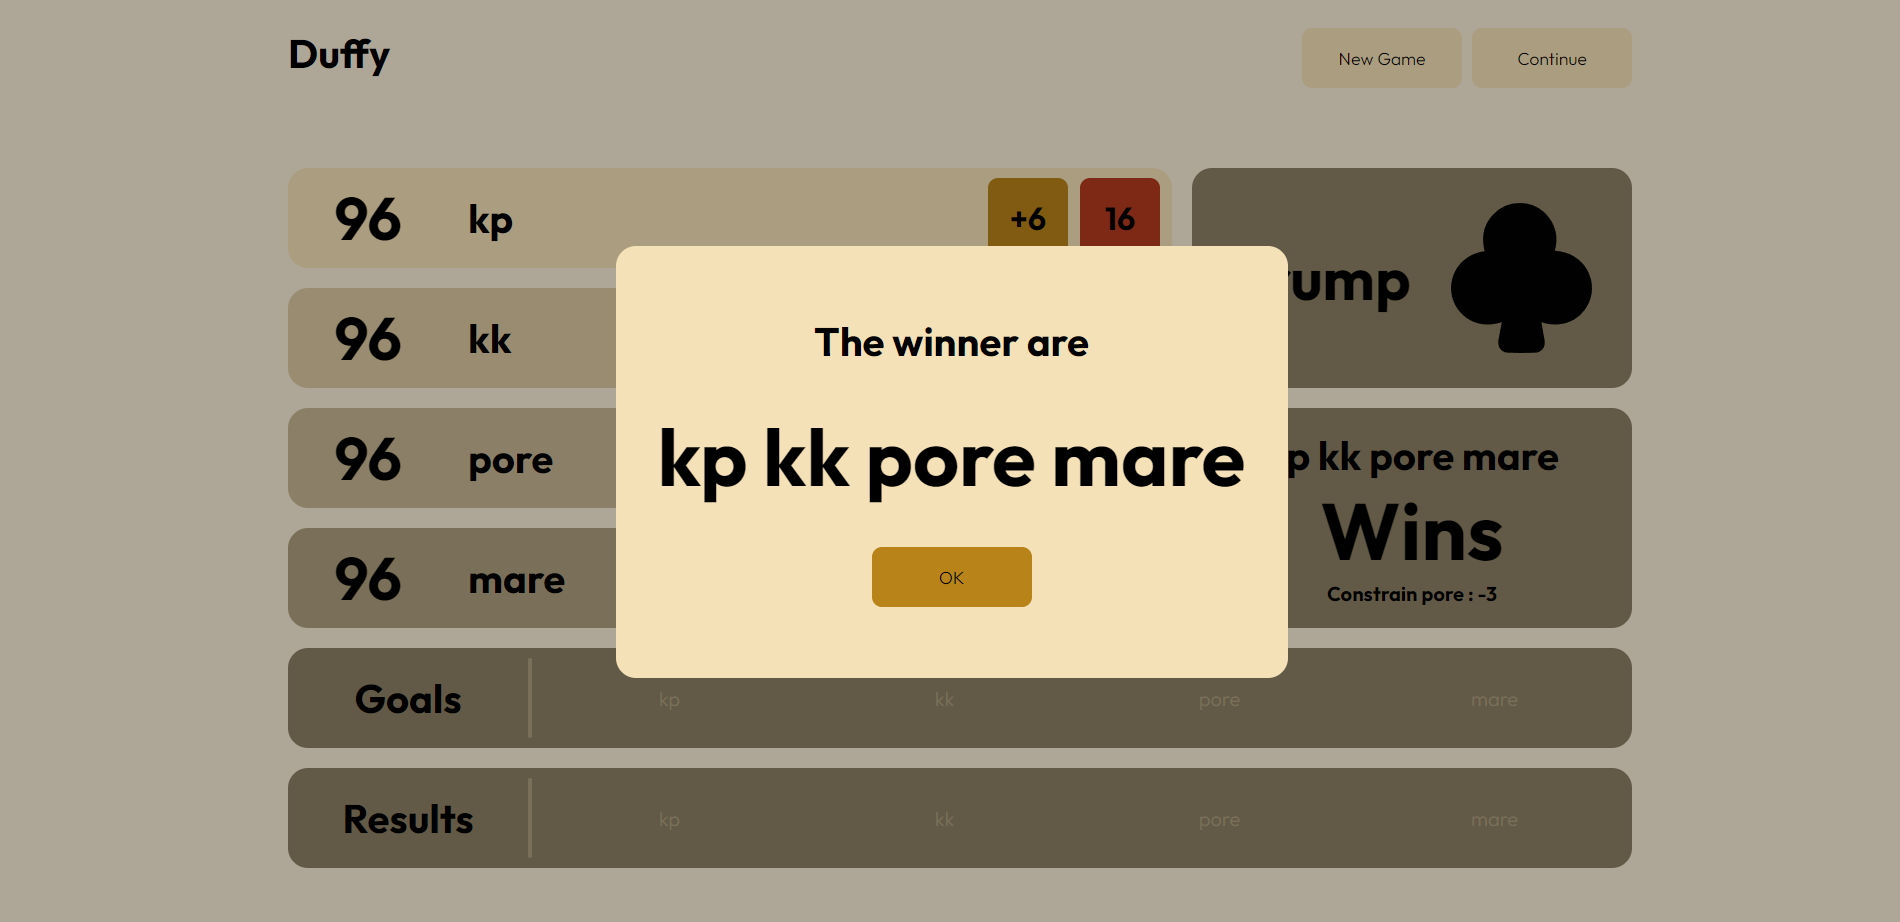 Duffy
New Game
Continue
96 kp +6 16
96 kk
96 pore
96 mare
ump
The winner are
kp kk pore mare
OK
p kk pore mare
Wins
Constrain pore : -3
Goals kp kk pore mare
Results kp kk pore mare